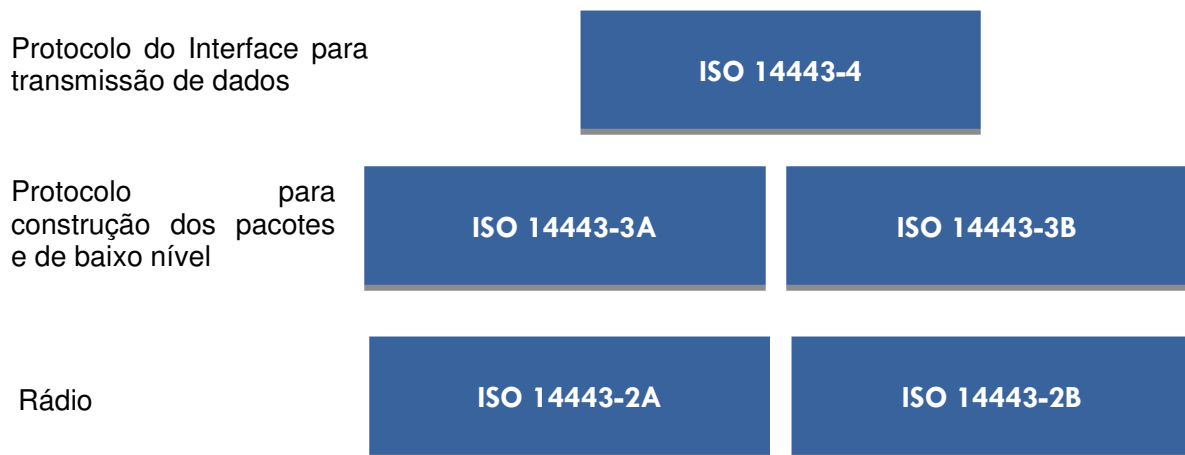 Protocolo do Interface para
transmissão de dados
ISO 14443-4
Protocolo para
construção dos pacotes
e de baixo nível
ISO 14443-3A
ISO 14443-3B
Rádio
ISO 14443-2A
ISO 14443-2B